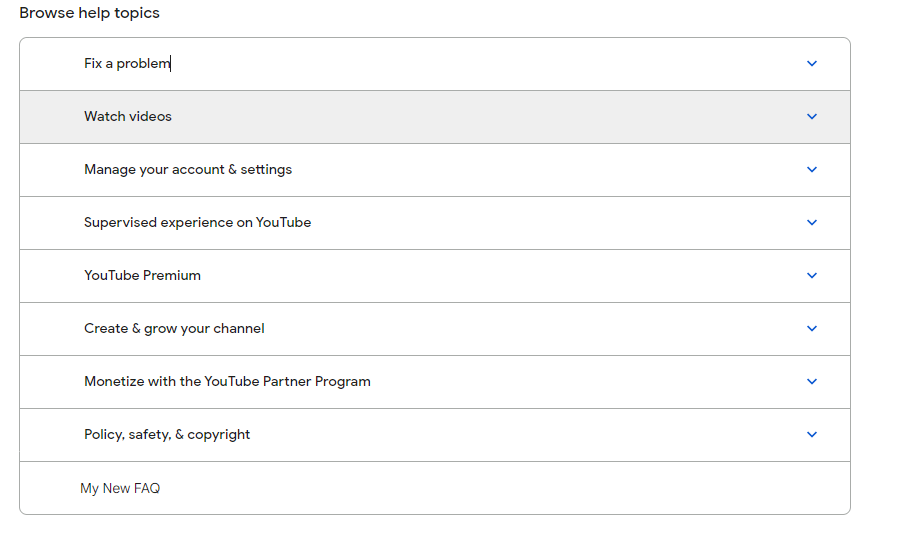 Browse help topics
Fix a problem
Watch videos
Manage your account & settings
Supervised experience on YouTube
YouTube Premium
Create & grow your channel
Monetize with the YouTube Partner Program
Policy, safety, & copyright
My New FAQ